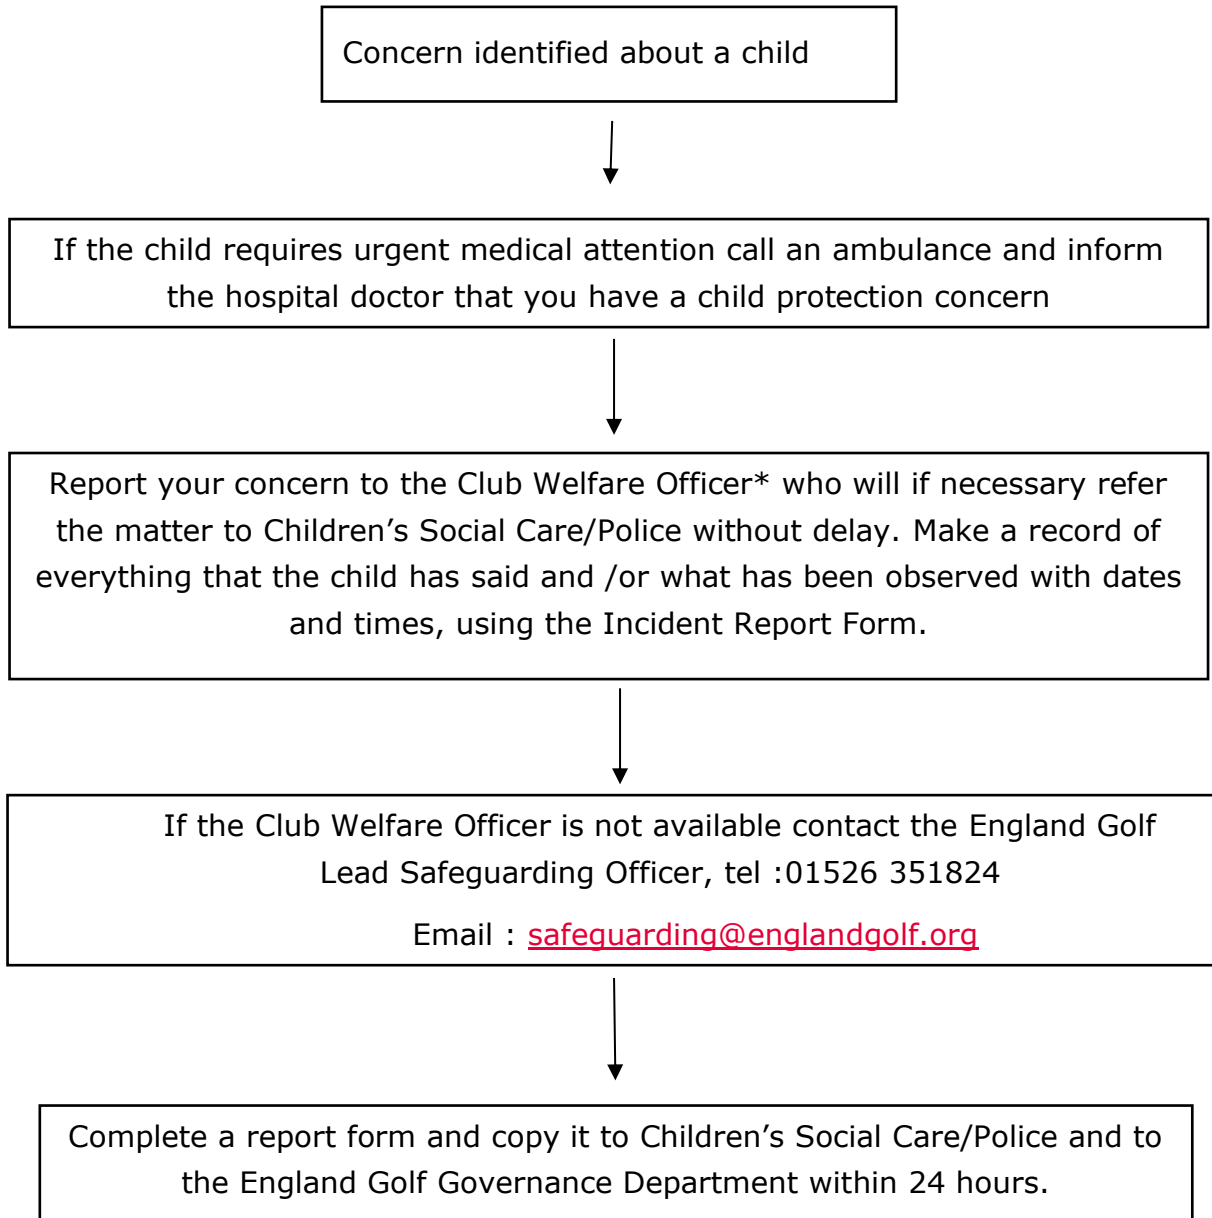 Concern identified about a child
If the child requires urgent medical attention call an ambulance and inform
the hospital doctor that you have a child protection concern
Report your concern to the Club Welfare Officer* who will if necessary refer
the matter to Children’s Social Care/Police without delay. Make a record of
everything that the child has said and /or what has been observed with dates
and times, using the Incident Report Form.
If the Club Welfare Officer is not available contact the England Golf
Lead Safeguarding Officer, tel :01526 351824
Email : safeguarding@englandgolf.org
Complete a report form and copy it to Children’s Social Care/Police and to
the England Golf Governance Department within 24 hours.